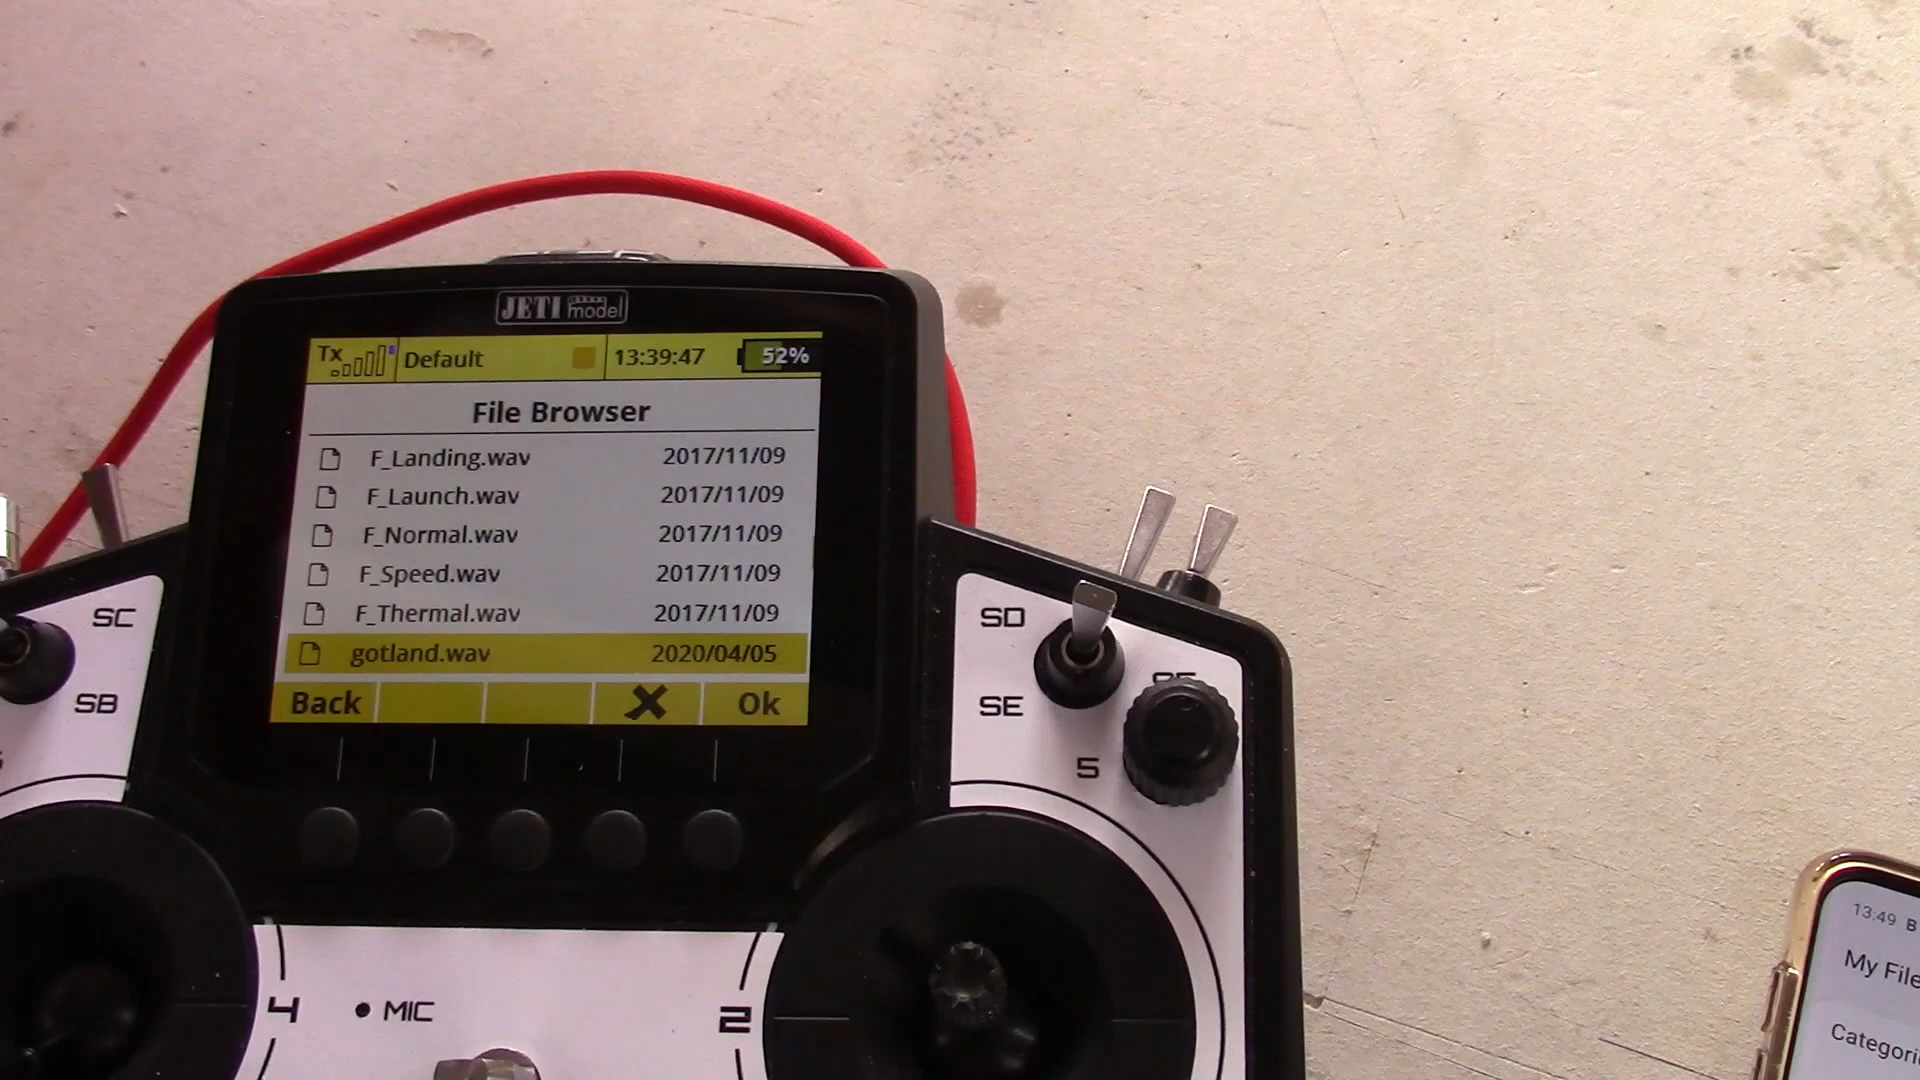 JETI model
Tx Default 13:39:47 52%
File Browser
F_Landing.wav 2017/11/09
F_Launch.wav 2017/11/09
F_Normal.wav 2017/11/09
F_Speed.wav 2017/11/09
F_Thermal.wav 2017/11/09
gotland.wav 2020/04/05
Back Ok
SC
SB
SD
SE
5
4
MIC
2
13:49
My File
Categori